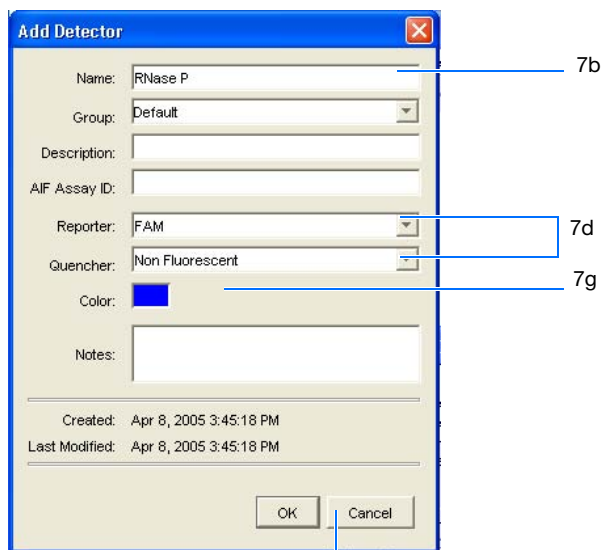 Add Detector
Name: RNase P 7b
Group: Default
Description:
AIF Assay ID:
Reporter: FAM 7d
Quencher: Non Fluorescent
Color: 7g
Notes:
Created: Apr 8, 2005 3:45:18 PM
Last Modified: Apr 8, 2005 3:45:18 PM
OK Cancel